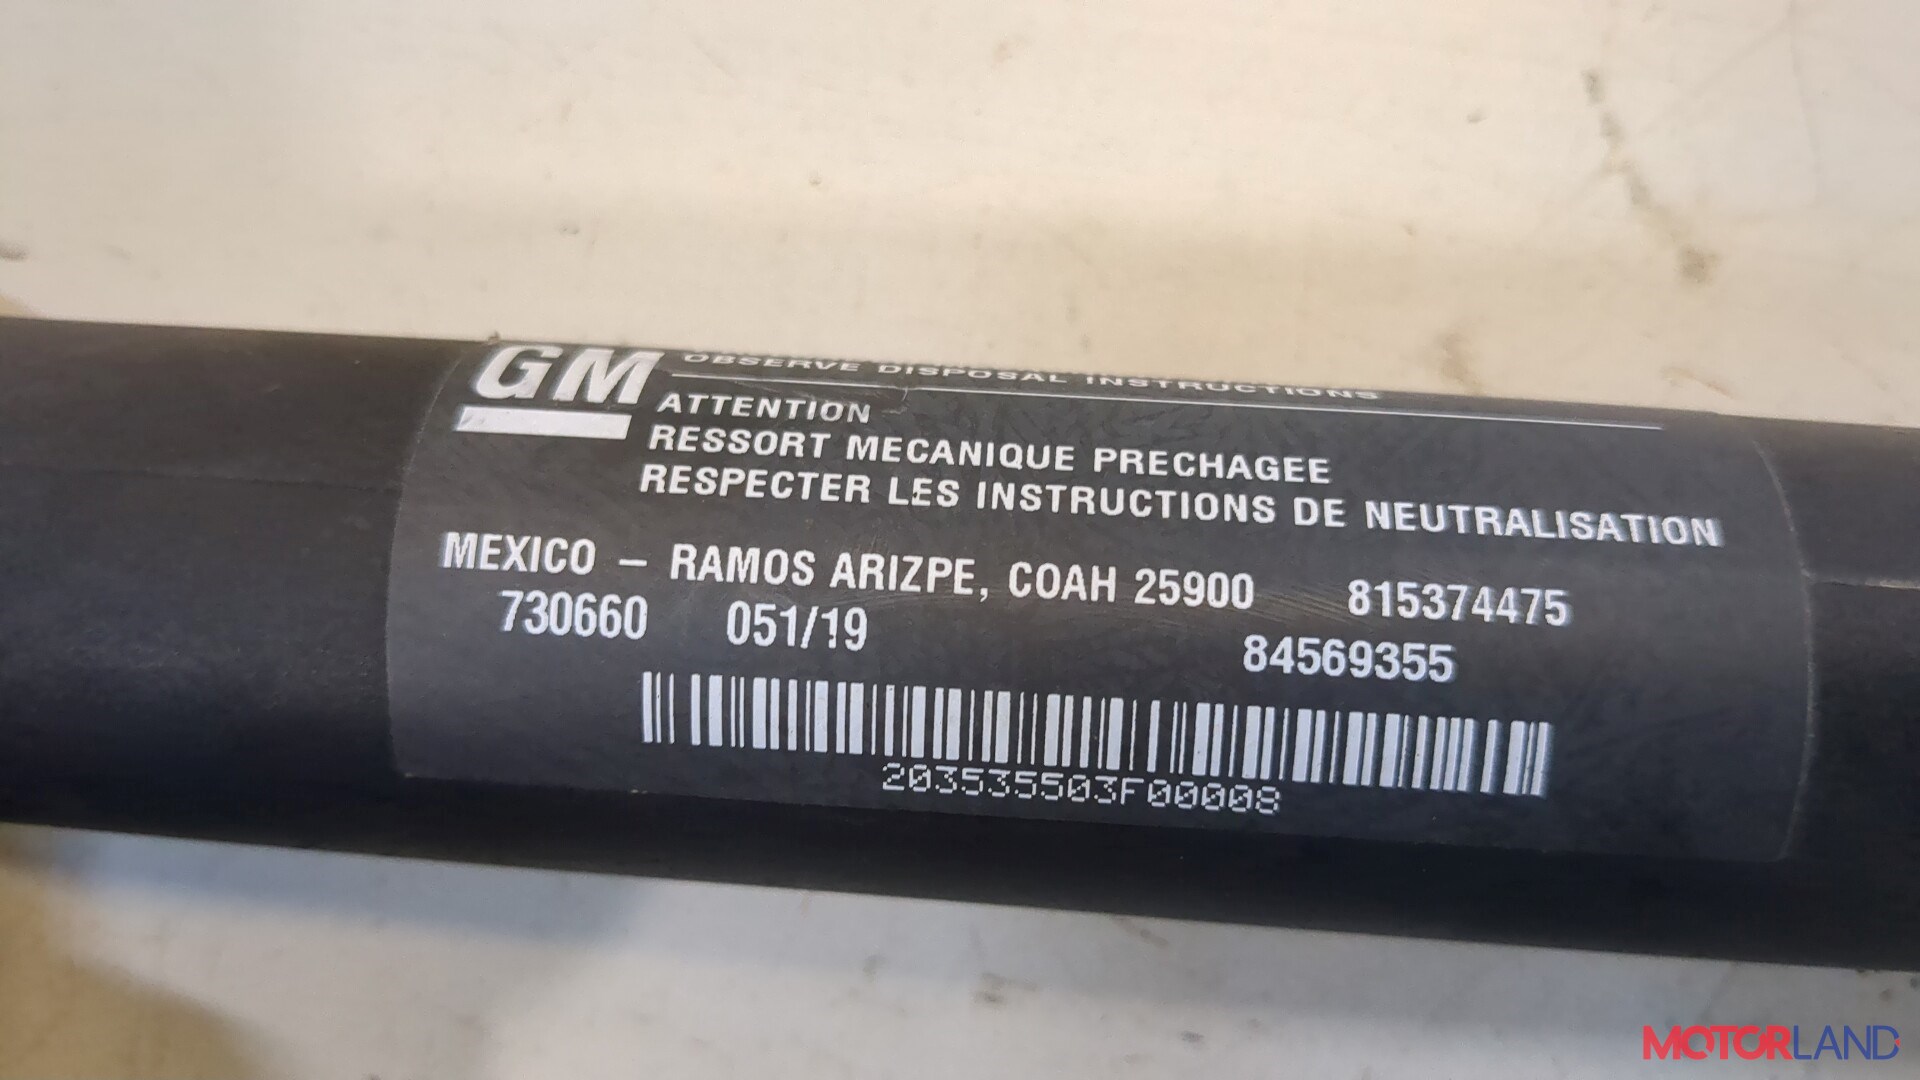 GM
OBSERVE DISPOSAL INSTRUCTIONS
ATTENTION
RESSORT MECANIQUE PRECHAGEE
RESPECTER LES INSTRUCTIONS DE NEUTRALISATION
MEXICO – RAMOS ARIZPE, COAH 25900 815374475
730660 051/19 84569355
203535503F00008
MOTORLAND